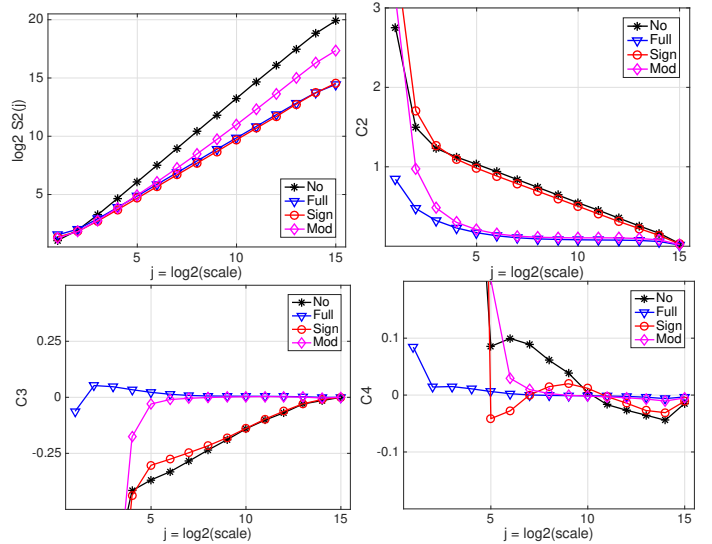 20
15
10
5
log2 S2(j)
No
Full
Sign
Mod
5
10
15
j = log2(scale)
3
2
1
C2
No
Full
Sign
Mod
5
10
15
j = log2(scale)
0.25
0
-0.25
C3
No
Full
Sign
Mod
5
10
15
j = log2(scale)
0.1
0
-0.1
C4
No
Full
Sign
Mod
5
10
15
j = log2(scale)